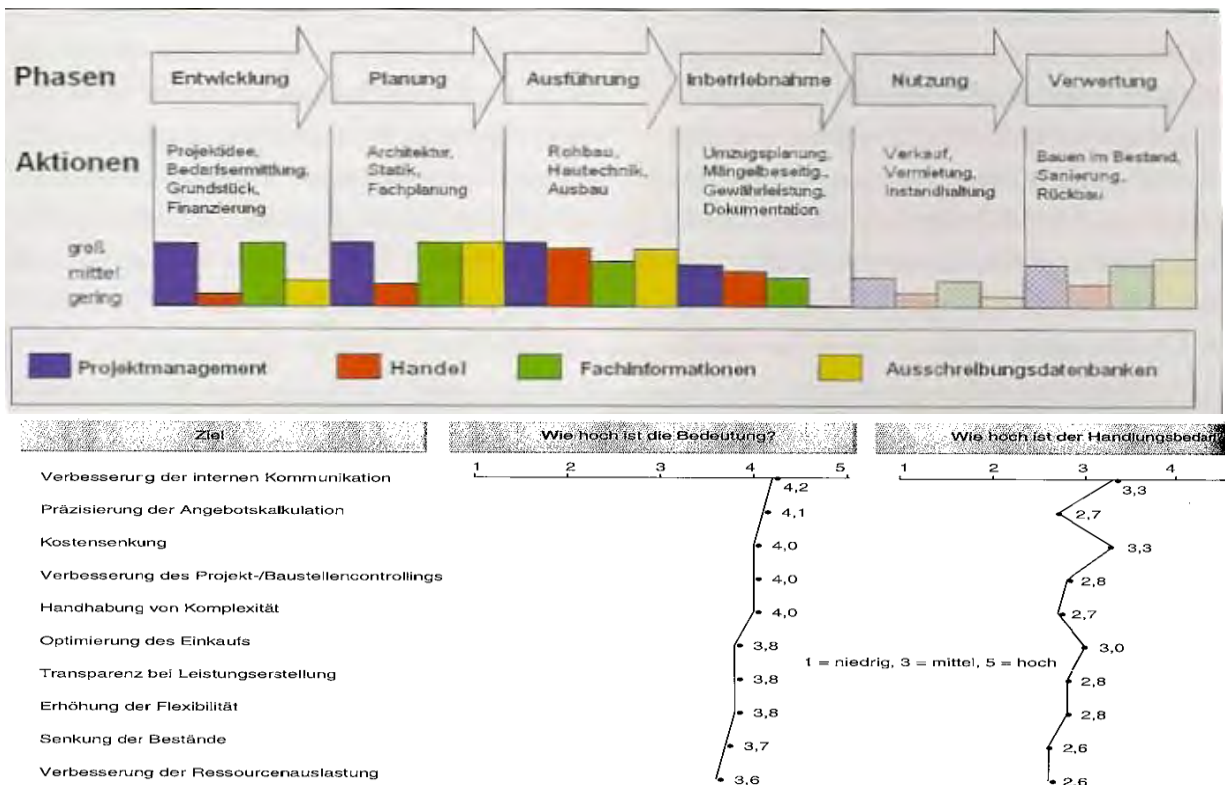 Phasen
Entwicklung
Planung
Ausführung
Inbetriebnahme
Nutzung
Verwertung
Aktionen
Projektidee,
Bedarfsermittlung,
Grundstück,
Finanzierung
Architektur,
Statik,
Fachplanung
Rohbau,
Hautechnik,
Ausbau
Umzugsplanung,
Mängelbeseitig.,
Gewährleistung,
Dokumentation
Verkauf,
Vermietung,
Instandhaltung
Bauen im Bestand,
Sanierung,
Rückbau
groß
mittel
gering
Projektmanagement
Handel
Fachinformationen
Ausschreibungsdatenbanken
Ziel
Wie hoch ist die Bedeutung?
Wie hoch ist der Handlungsbedarf
1 2 3 4 5
1 2 3 4
Verbesserung der internen Kommunikation 4,2 3,3
Präzisierung der Angebotskalkulation 4,1 2,7
Kostensenkung 4,0 3,3
Verbesserung des Projekt-/Baustellencontrollings 4,0 2,8
Handhabung von Komplexität 4,0 2,7
Optimierung des Einkaufs 3,8 3,0
1 = niedrig, 3 = mittel, 5 = hoch
Transparenz bei Leistungserstellung 3,8 2,8
Erhöhung der Flexibilität 3,8 2,8
Senkung der Bestände 3,7 2,6
Verbesserung der Ressourcenauslastung 3,6 2,6